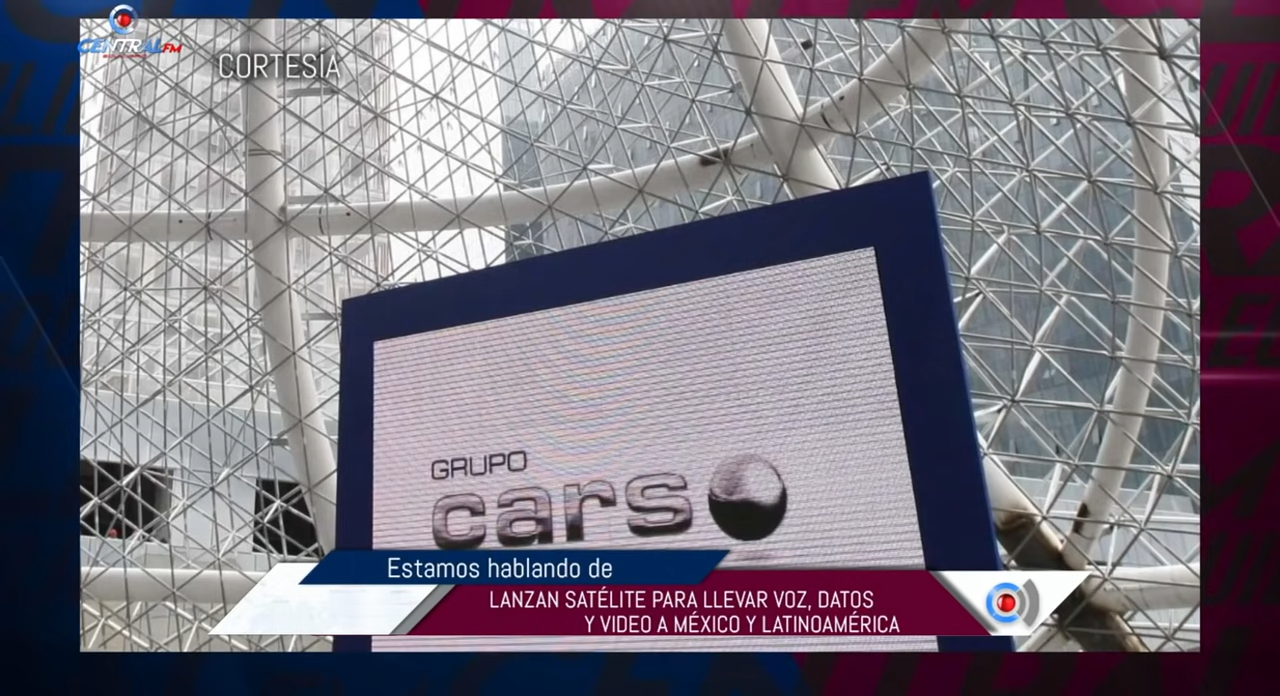 CENTRAL FM
CORTESÍA
GRUPO
carso
Estamos hablando de
LANZAN SATÉLITE PARA LLEVAR VOZ, DATOS
Y VIDEO A MÉXICO Y LATINOAMÉRICA